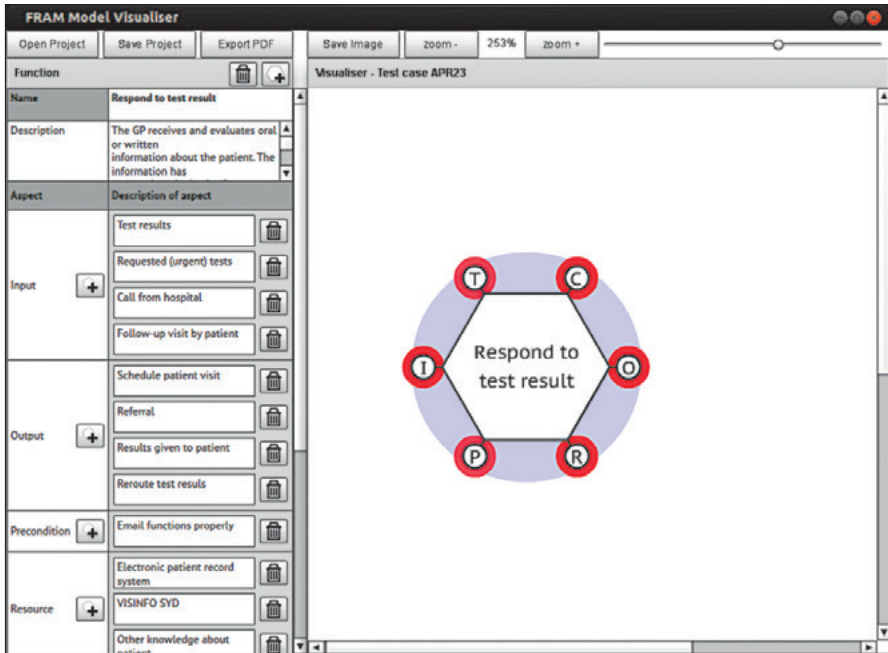 FRAM Model Visualiser
Open Project Save Project Export PDF Save Image zoom - 253% zoom +
Function
Visualiser - Test case APR23
Name Respond to test result
Description The GP receives and evaluates oral
or written
information about the patient. The
information has
Aspect Description of aspect
Input
Test results
Requested (urgent) tests
Call from hospital
Follow-up visit by patient
Output
Schedule patient visit
Referral
Results given to patient
Reroute test resuls
Precondition Email functions properly
Resource
Electronic patient record
system
VISINFO SYD
Other knowledge about
patient
T C
I Respond to O
test result
P R